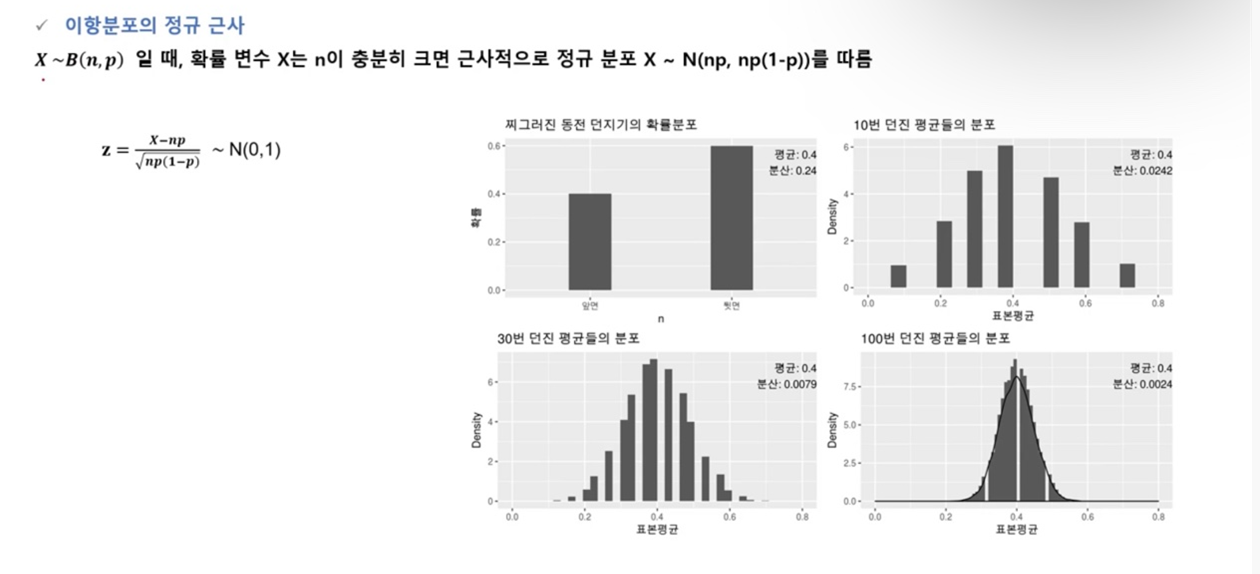 ✓ 이항분포의 정규 근사
X ~B(n,p) 일 때, 확률 변수 X는 n이 충분히 크면 근사적으로 정규 분포 X ~ N(np, np(1-p))를 따름
z = X−np / √np(1−p) ~ N(0,1)
찌그러진 동전 던지기의 확률분포
평균: 0.4
분산: 0.24
확률
0.6
0.4
0.2
0.0
앞면 뒷면
n
10번 던진 평균들의 분포
평균: 0.4
분산: 0.0242
Density
6
4
2
0
0.0 0.2 0.4 0.6 0.8
표본평균
30번 던진 평균들의 분포
평균: 0.4
분산: 0.0079
Density
6
4
2
0
0.0 0.2 0.4 0.6 0.8
표본평균
100번 던진 평균들의 분포
평균: 0.4
분산: 0.0024
Density
7.5
5.0
2.5
0.0
0.0 0.2 0.4 0.6 0.8
표본평균